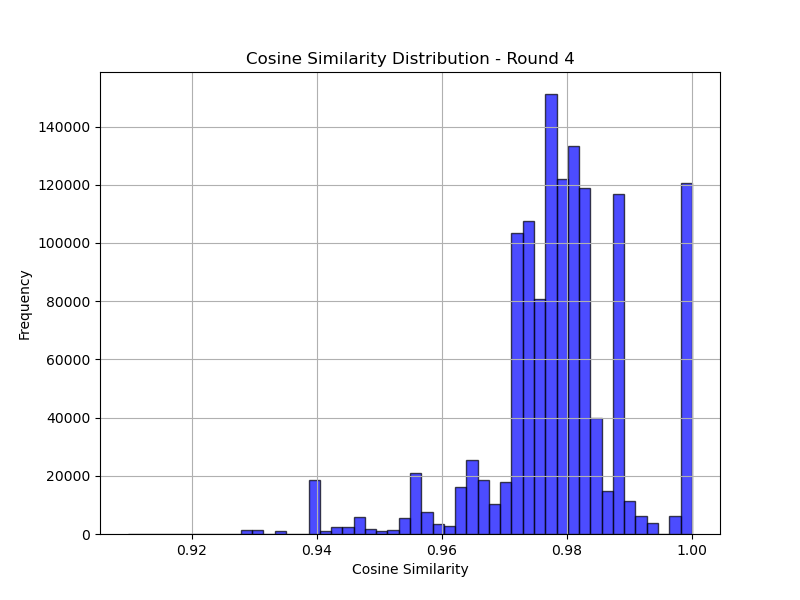 Cosine Similarity Distribution - Round 4
140000
120000
100000
80000
60000
40000
20000
0
Frequency
0.92 0.94 0.96 0.98 1.00
Cosine Similarity